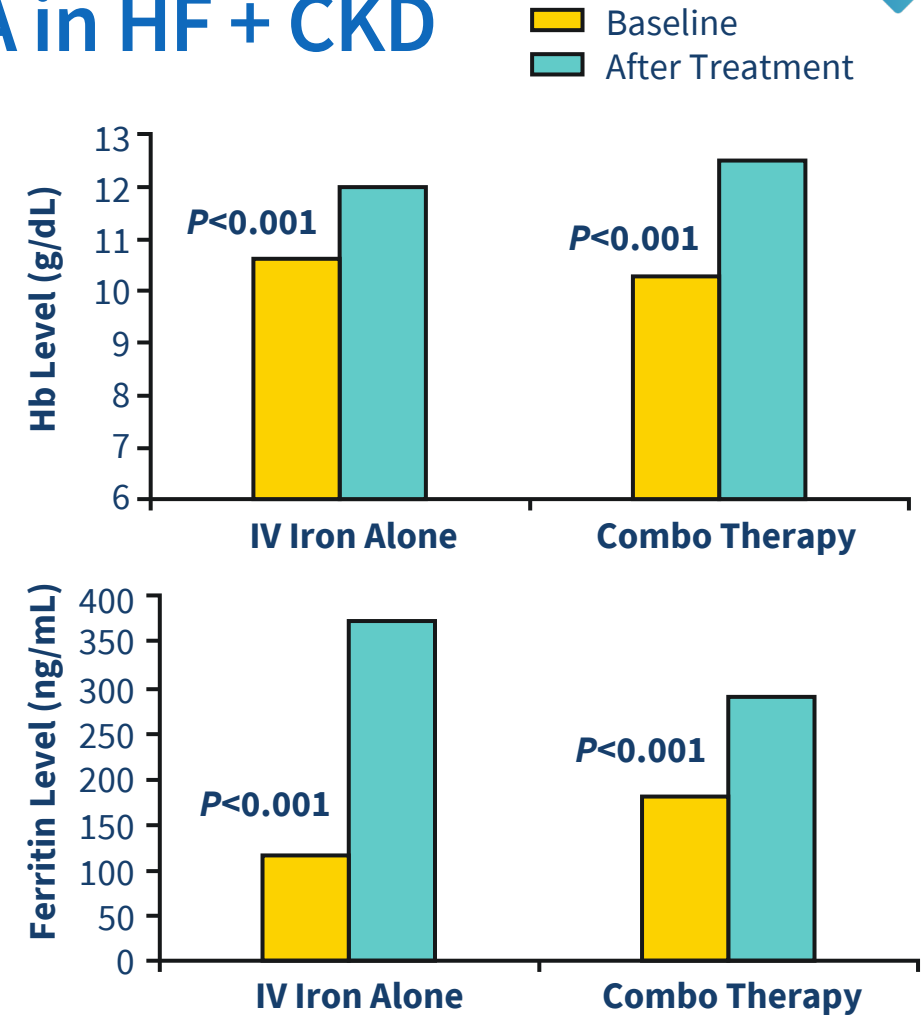 A in HF + CKD
Baseline
After Treatment
Hb Level (g/dL)
13
12
11
10
9
8
7
6
P<0.001
P<0.001
IV Iron Alone
Combo Therapy
Ferritin Level (ng/mL)
400
350
300
250
200
150
100
50
0
P<0.001
P<0.001
IV Iron Alone
Combo Therapy